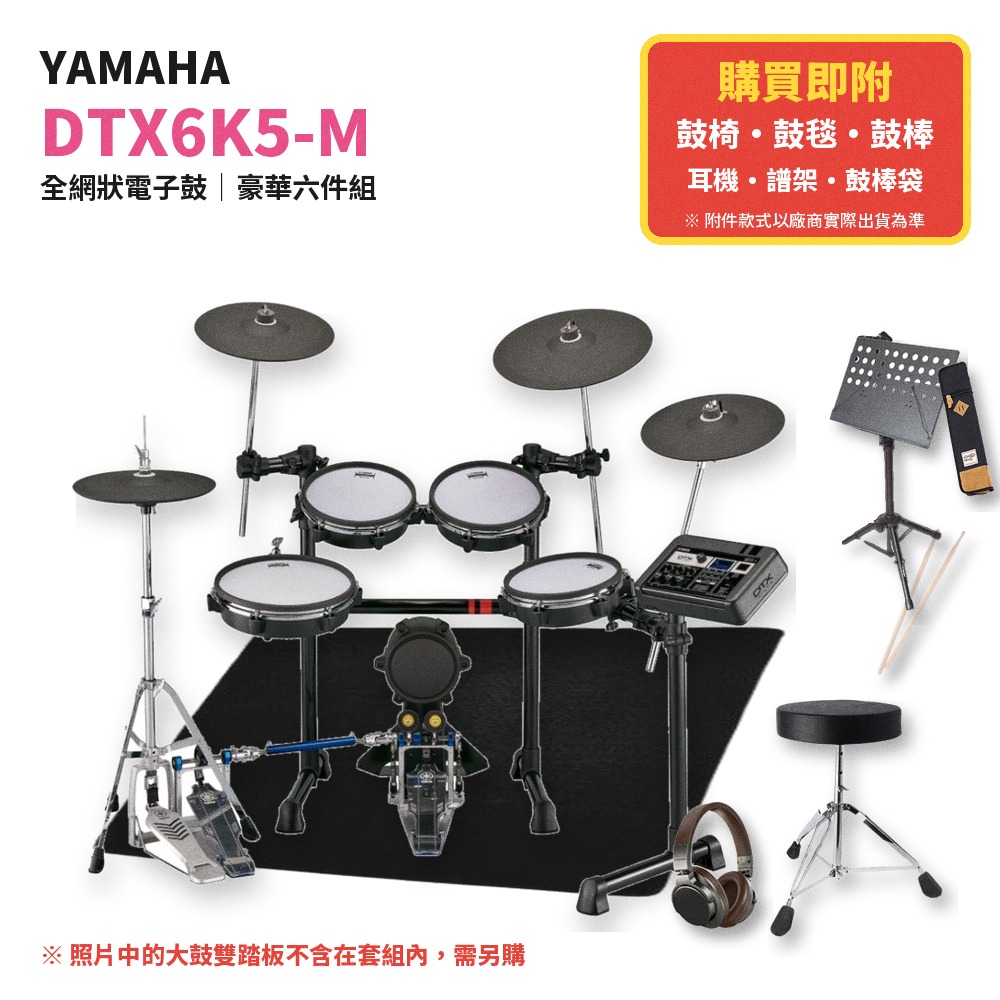 YAMAHA
DTX6K5-M
全網狀電子鼓｜豪華六件組
購買即附
鼓椅・鼓毯・鼓棒
耳機・譜架・鼓棒袋
※ 附件款式以廠商實際出貨為準
DTX
DTX
※ 照片中的大鼓雙踏板不含在套組內，需另購